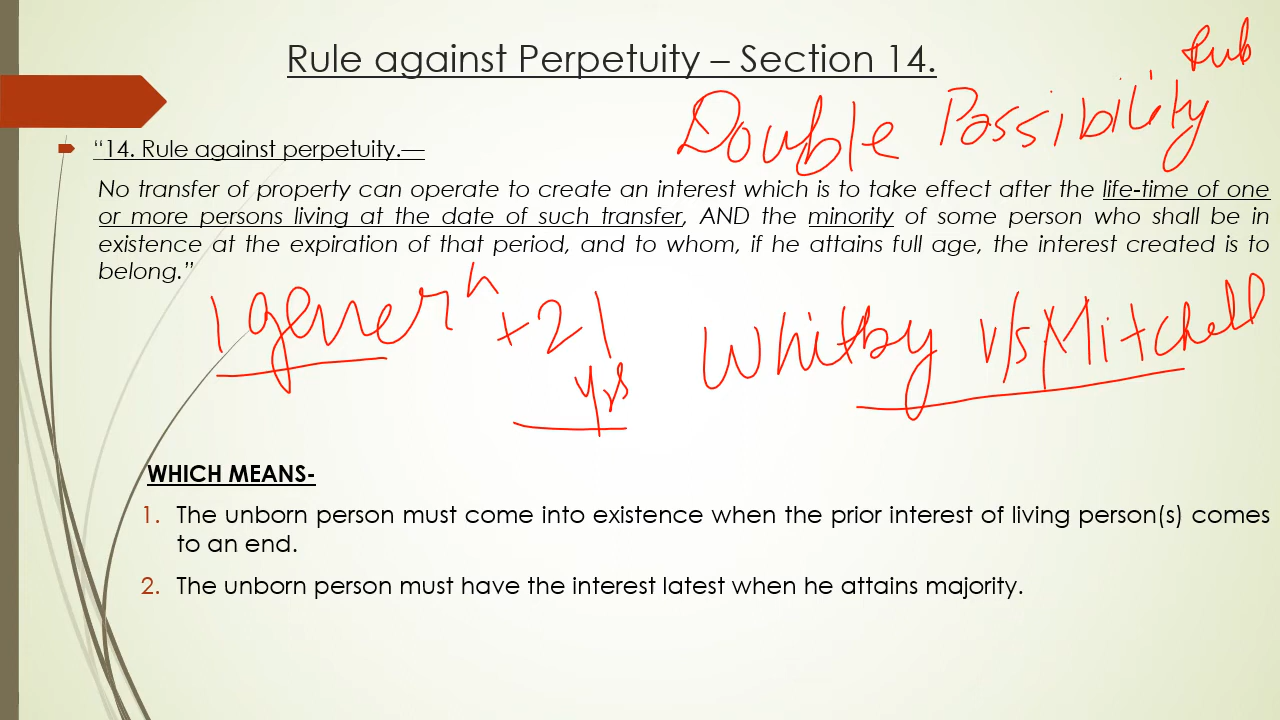 Rule against Perpetuity – Section 14.
Double Possibility
“14. Rule against perpetuity.—
No transfer of property can operate to create an interest which is to take effect after the life-time of one
or more persons living at the date of such transfer, AND the minority of some person who shall be in
existence at the expiration of that period, and to whom, if he attains full age, the interest created is to
belong.”
1 generⁿ + 21
yrs
Whitby v/s Mitchell
WHICH MEANS-
1. The unborn person must come into existence when the prior interest of living person(s) comes
to an end.
2. The unborn person must have the interest latest when he attains majority.